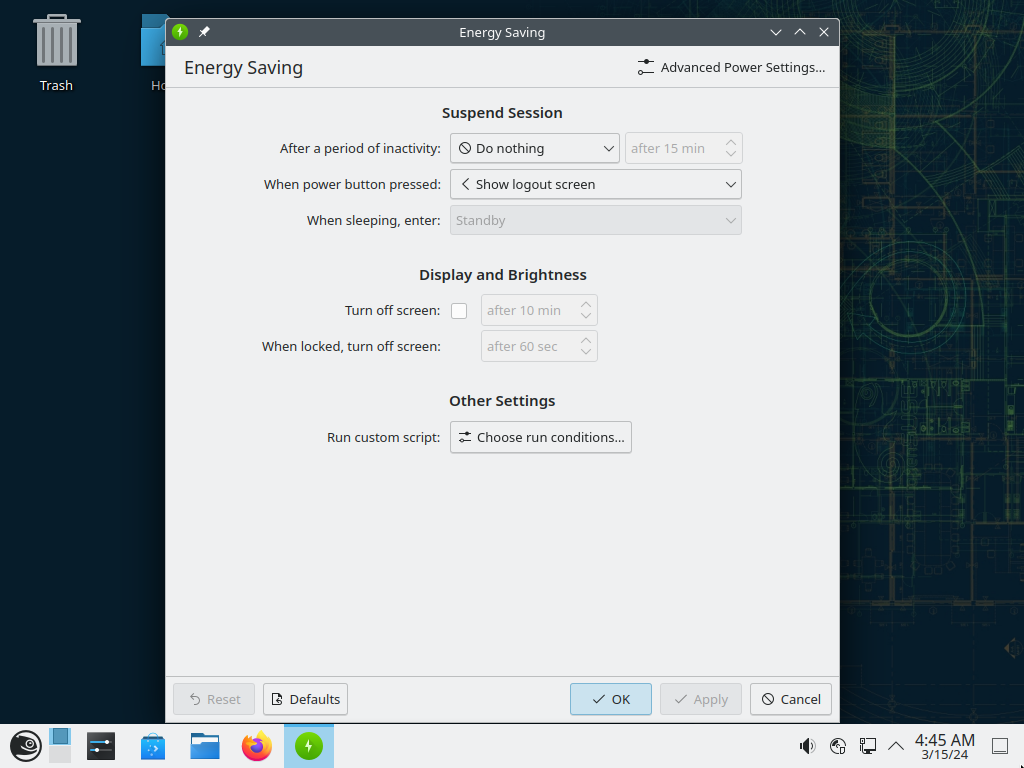 Trash
Ho
Energy Saving
Energy Saving
Advanced Power Settings...
Suspend Session
After a period of inactivity:
Do nothing
after 15 min
When power button pressed:
Show logout screen
When sleeping, enter:
Standby
Display and Brightness
Turn off screen:
after 10 min
When locked, turn off screen:
after 60 sec
Other Settings
Run custom script:
Choose run conditions...
Reset
Defaults
OK
Apply
Cancel
4:45 AM
3/15/24